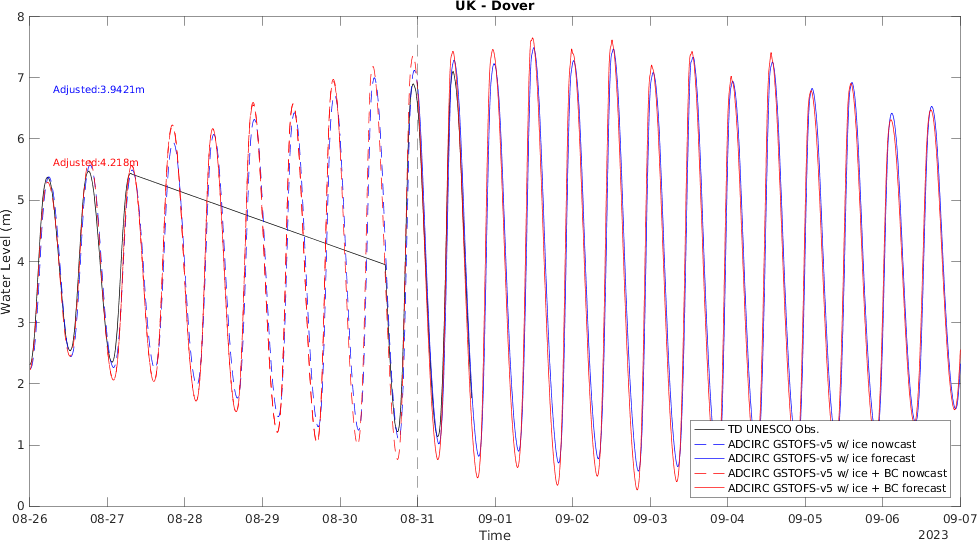 UK - Dover
8
7
6
5
4
3
2
1
0
Water Level (m)
Adjusted:3.9421m
Adjusted:4.218m
TD UNESCO Obs.
ADCIRC GSTOFS-v5 w/ ice nowcast
ADCIRC GSTOFS-v5 w/ ice forecast
ADCIRC GSTOFS-v5 w/ ice + BC nowcast
ADCIRC GSTOFS-v5 w/ ice + BC forecast
08-26 08-27 08-28 08-29 08-30 08-31 09-01 09-02 09-03 09-04 09-05 09-06 09-07
Time
2023